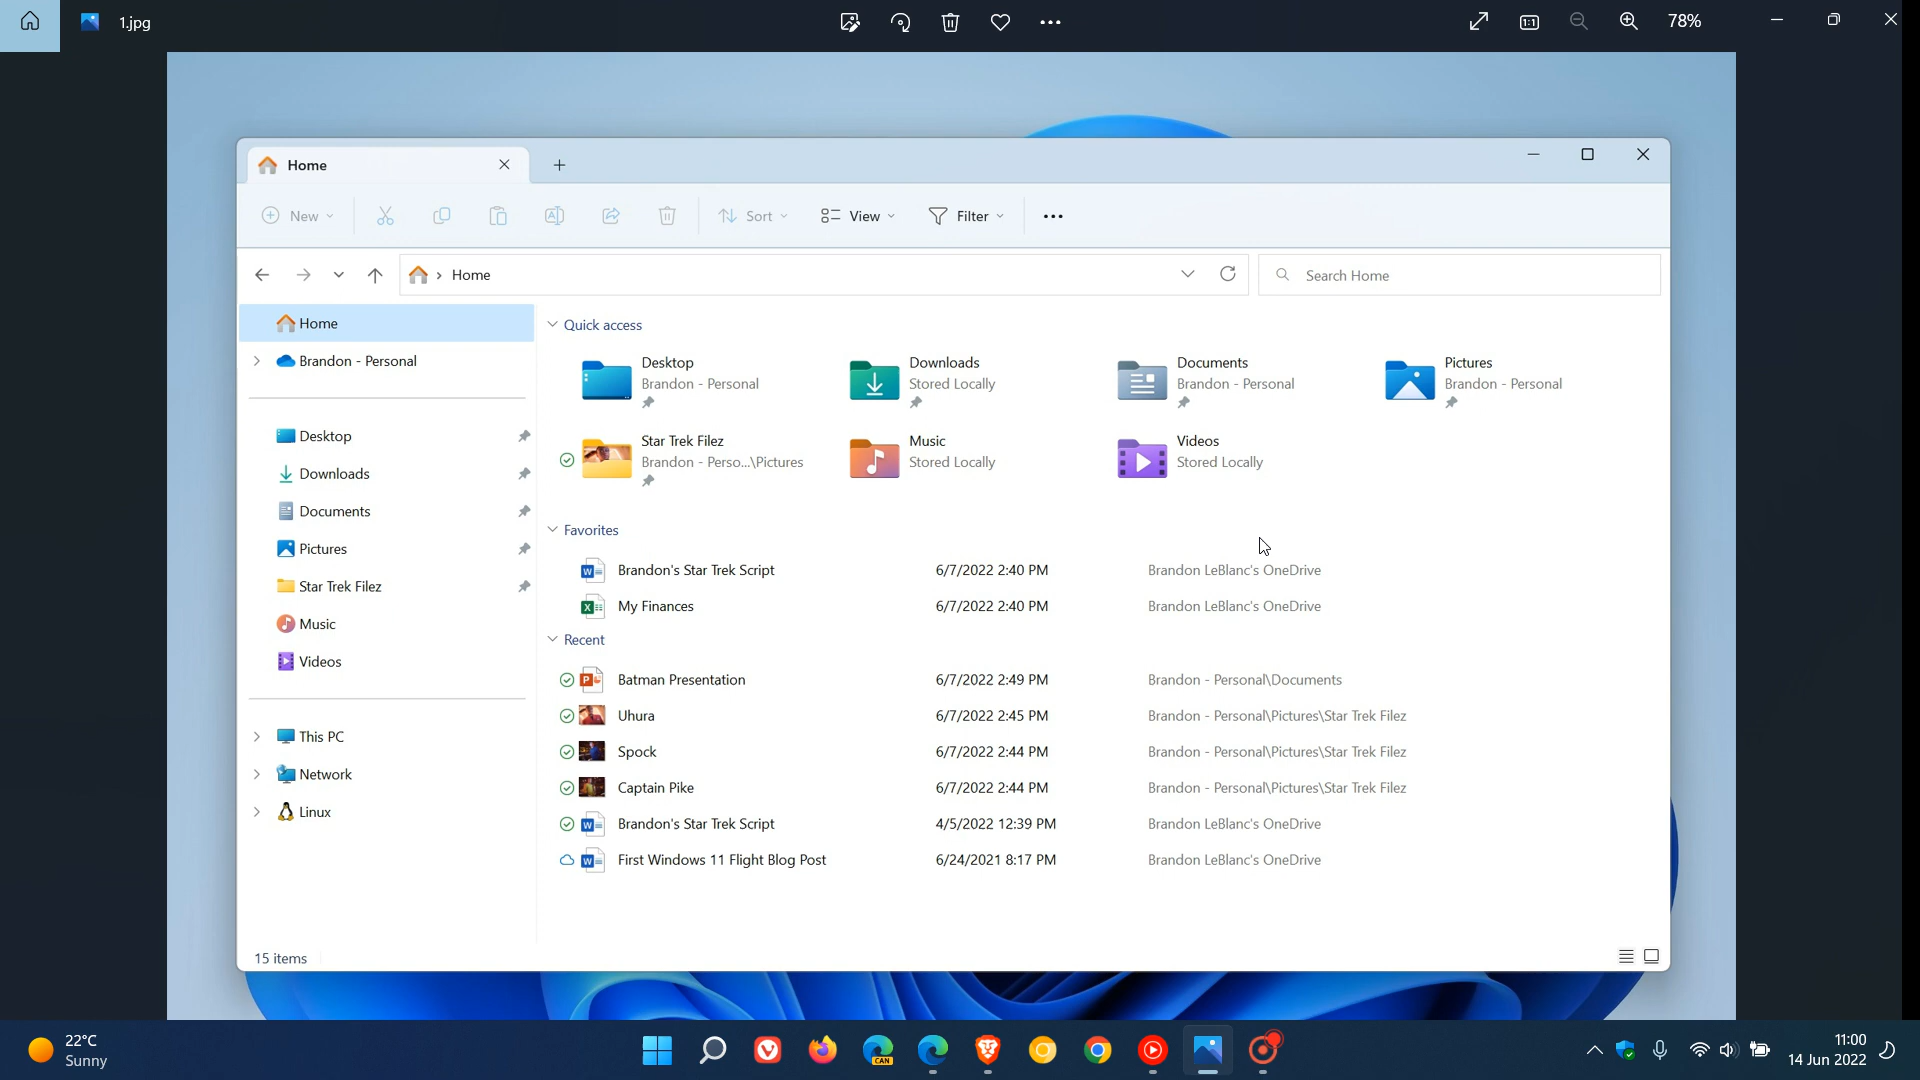 1.jpg
1:1
78%
Home
New
Sort
View
Filter
Home
Search Home
Home
Brandon - Personal
Desktop
Downloads
Documents
Pictures
Star Trek Filez
Music
Videos
This PC
Network
Linux
Quick access
Desktop
Brandon - Personal
Downloads
Stored Locally
Documents
Brandon - Personal
Pictures
Brandon - Personal
Star Trek Filez
Brandon - Perso...\Pictures
Music
Stored Locally
Videos
Stored Locally
Favorites
Brandon's Star Trek Script 6/7/2022 2:40 PM Brandon LeBlanc's OneDrive
My Finances 6/7/2022 2:40 PM Brandon LeBlanc's OneDrive
Recent
Batman Presentation 6/7/2022 2:49 PM Brandon - Personal\Documents
Uhura 6/7/2022 2:45 PM Brandon - Personal\Pictures\Star Trek Filez
Spock 6/7/2022 2:44 PM Brandon - Personal\Pictures\Star Trek Filez
Captain Pike 6/7/2022 2:44 PM Brandon - Personal\Pictures\Star Trek Filez
Brandon's Star Trek Script 4/5/2022 12:39 PM Brandon LeBlanc's OneDrive
First Windows 11 Flight Blog Post 6/24/2021 8:17 PM Brandon LeBlanc's OneDrive
15 items
22°C
Sunny
CAN
11:00
14 Jun 2022